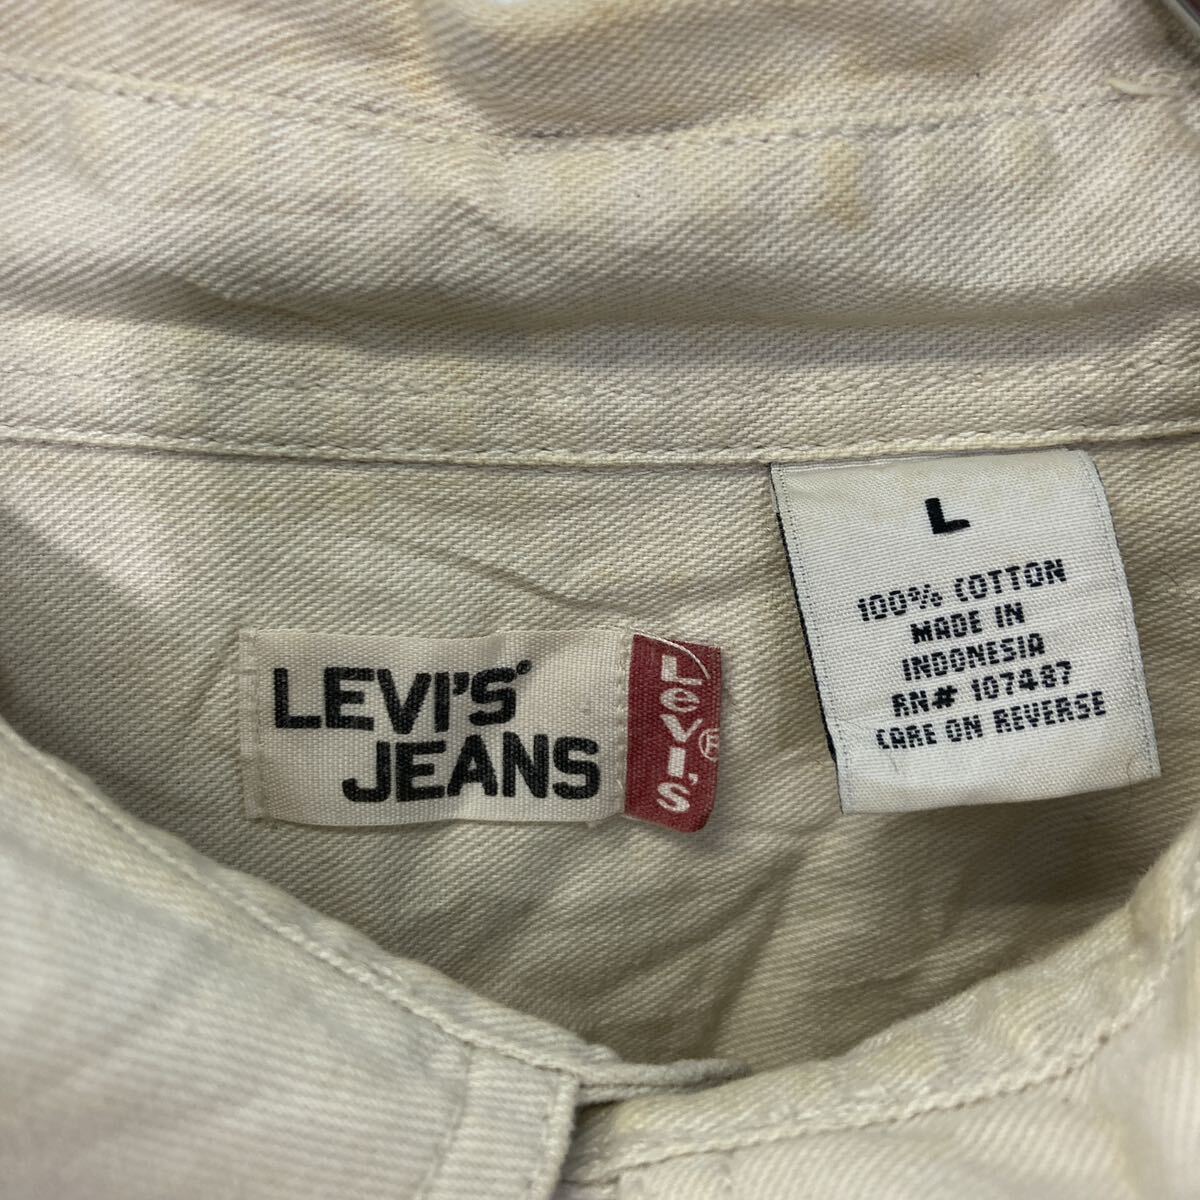 LEVI'S®
JEANS
LeVI'S ®
L
100% COTTON
MADE IN
INDONESIA
RN# 107487
CARE ON REVERSE